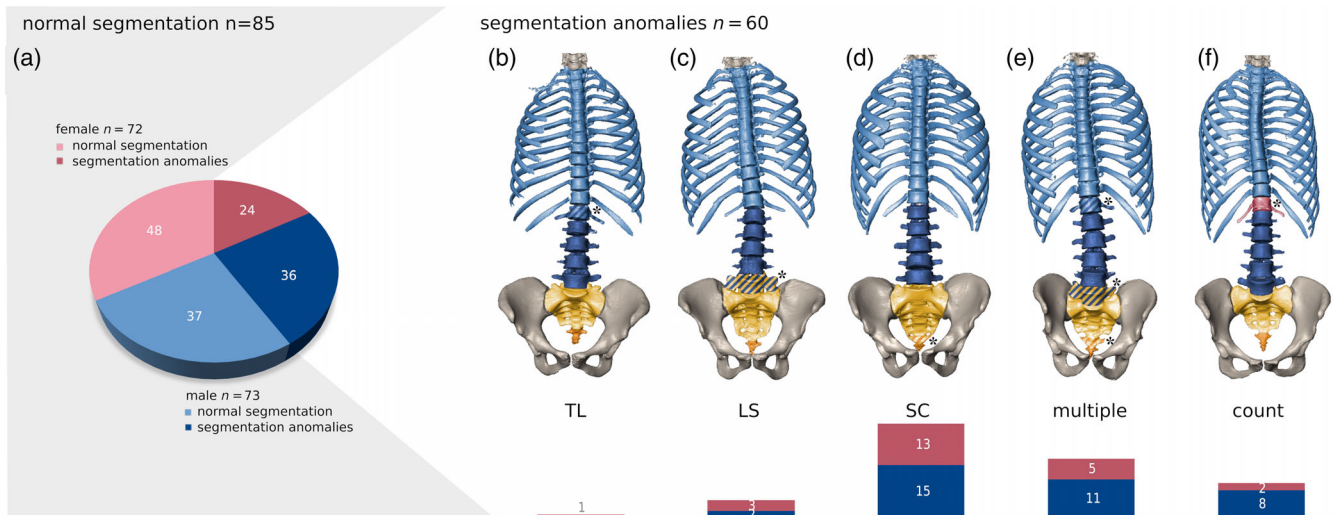 normal segmentation n=85
segmentation anomalies n = 60
(a)
(b)
(c)
(d)
(e)
(f)
female n = 72
normal segmentation
segmentation anomalies
48
24
37
36
male n = 73
normal segmentation
segmentation anomalies
*
*
*
*
*
*
*
TL
LS
SC
multiple
count
1
3
2
13
15
5
11
2
8